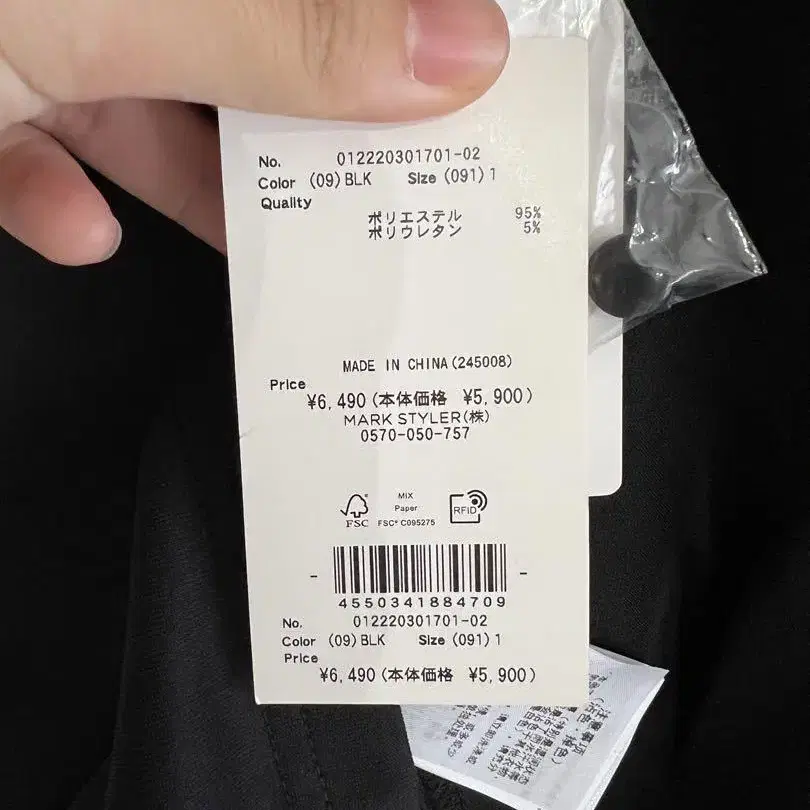 No. 012220301701-02
Color (09)BLK Size (091)1
Quality
ポリエステル 95%
ポリウレタン 5%
MADE IN CHINA(245008)
Price
¥6,490(本体価格 ¥5,900)
MARK STYLER(株)
0570-050-757
MIX
Paper
FSC FSC® C095275
RFID
4550341884709
No. 012220301701-02
Color (09)BLK Size (091)1
Price
¥6,490(本体価格 ¥5,900)